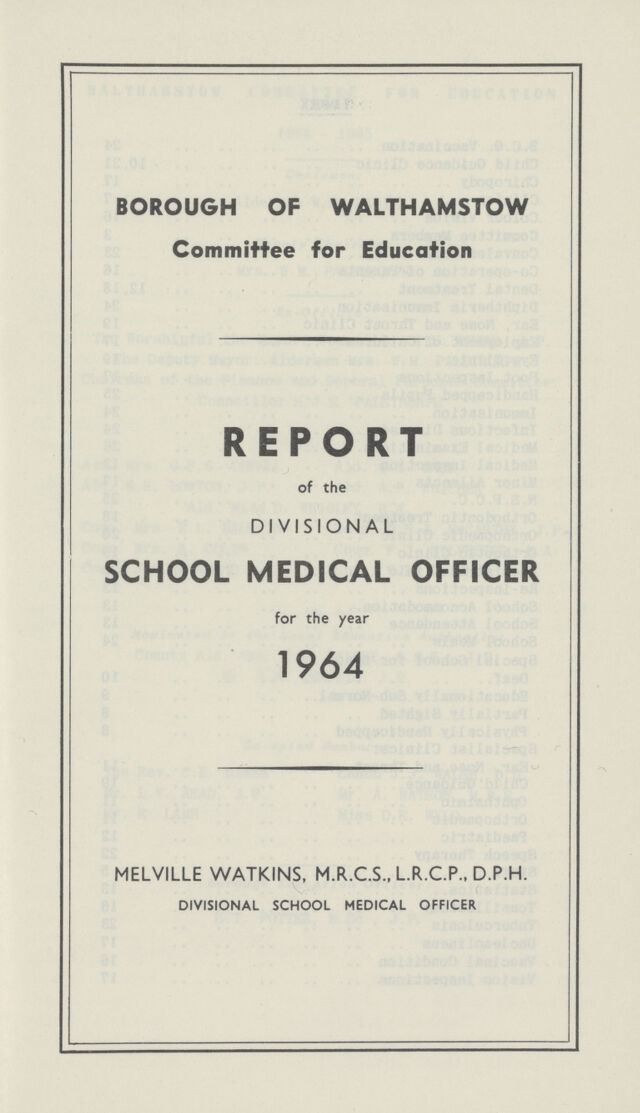 BOROUGH OF WALTHAMSTOW
Committee for Education
REPORT
of the
DIVISIONAL
SCHOOL MEDICAL OFFICER
for the year
1964
MELVILLE WATKINS, M.R.C.S., L.R.C.P., D.P.H.
DIVISIONAL SCHOOL MEDICAL OFFICER